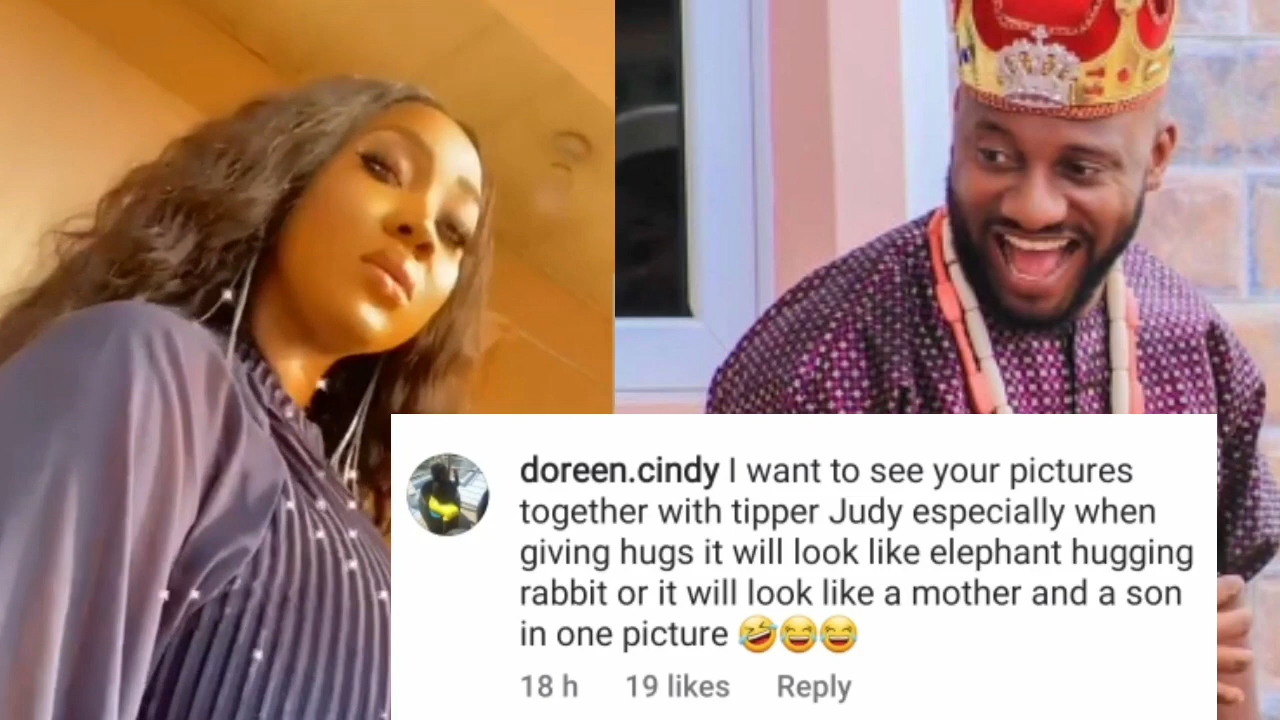 doreen.cindy I want to see your pictures
together with tipper Judy especially when
giving hugs it will look like elephant hugging
rabbit or it will look like a mother and a son
in one picture 🤣😂😂
18 h 19 likes Reply